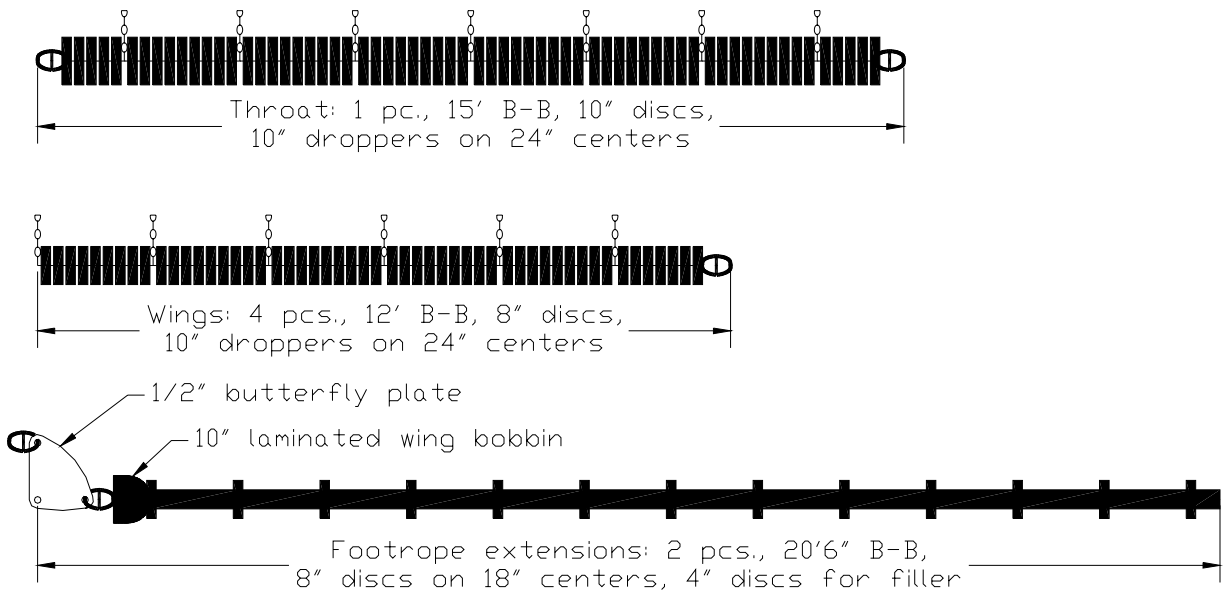 Throat: 1 pc., 15' B-B, 10" discs,
10" droppers on 24" centers
Wings: 4 pcs., 12' B-B, 8" discs,
10" droppers on 24" centers
1/2" butterfly plate
10" laminated wing bobbin
Footrope extensions: 2 pcs., 20'6" B-B,
8" discs on 18" centers, 4" discs for filler